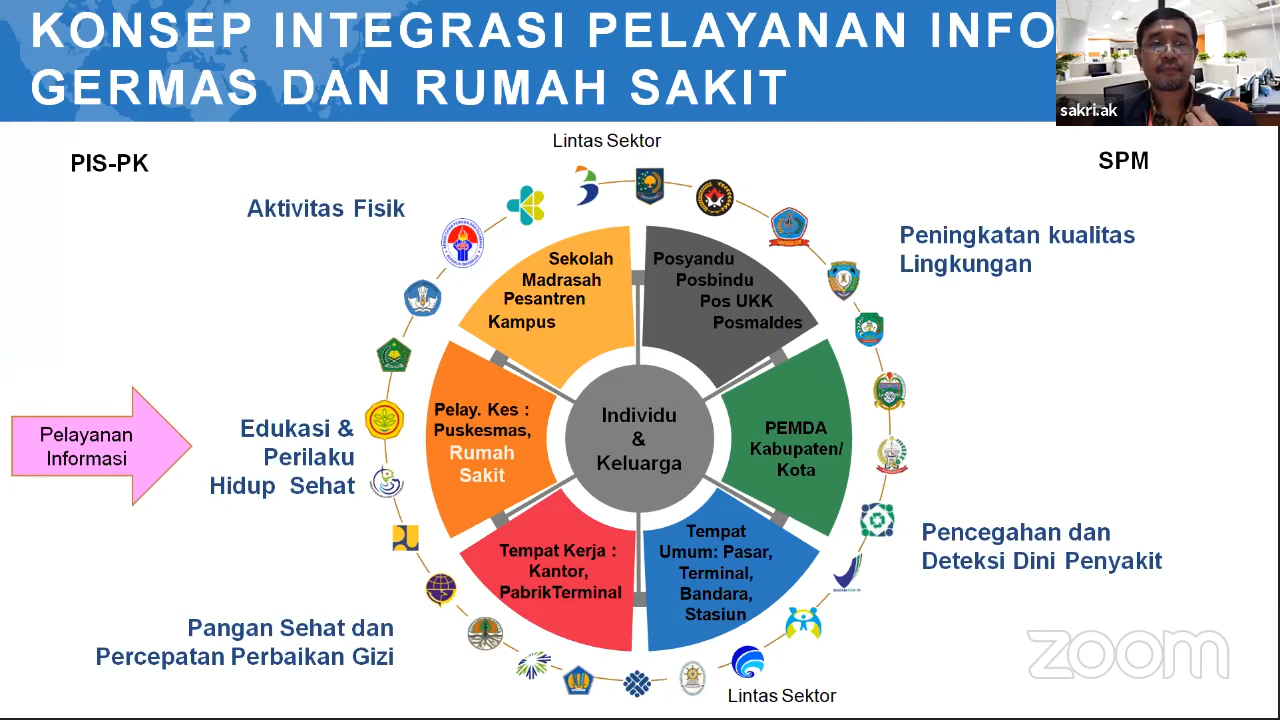 KONSEP INTEGRASI PELAYANAN INFO
GERMAS DAN RUMAH SAKIT
sakri.ak
Lintas Sektor
PIS-PK
SPM
Aktivitas Fisik
Peningkatan kualitas
Lingkungan
Sekolah
Madrasah
Pesantren
Kampus
Posyandu
Posbindu
Pos UKK
Posmaldes
Pelayanan
Informasi
Edukasi &
Perilaku
Hidup Sehat
Pelay. Kes :
Puskesmas,
Rumah
Sakit
Individu
&
Keluarga
PEMDA
Kabupaten/
Kota
Tempat Kerja :
Kantor,
PabrikTerminal
Tempat
Umum: Pasar,
Terminal,
Bandara,
Stasiun
Pencegahan dan
Deteksi Dini Penyakit
Pangan Sehat dan
Percepatan Perbaikan Gizi
Lintas Sektor
zoom